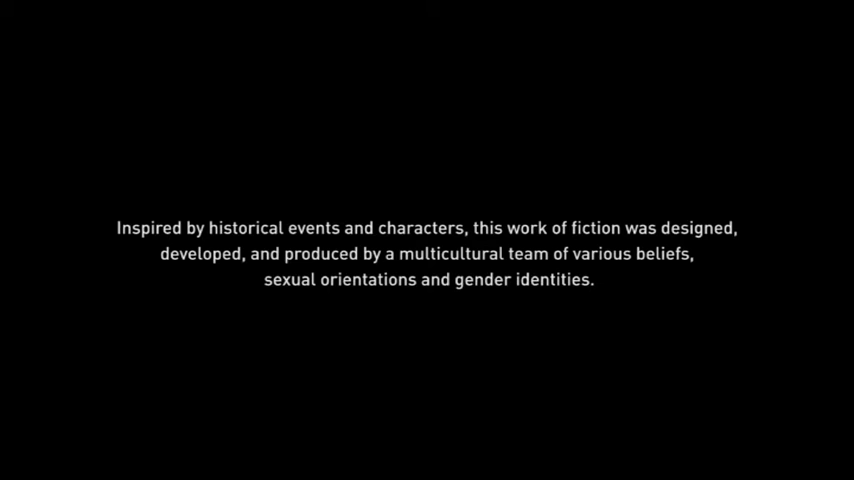 Inspired by historical events and characters, this work of fiction was designed,
developed, and produced by a multicultural team of various beliefs,
sexual orientations and gender identities.